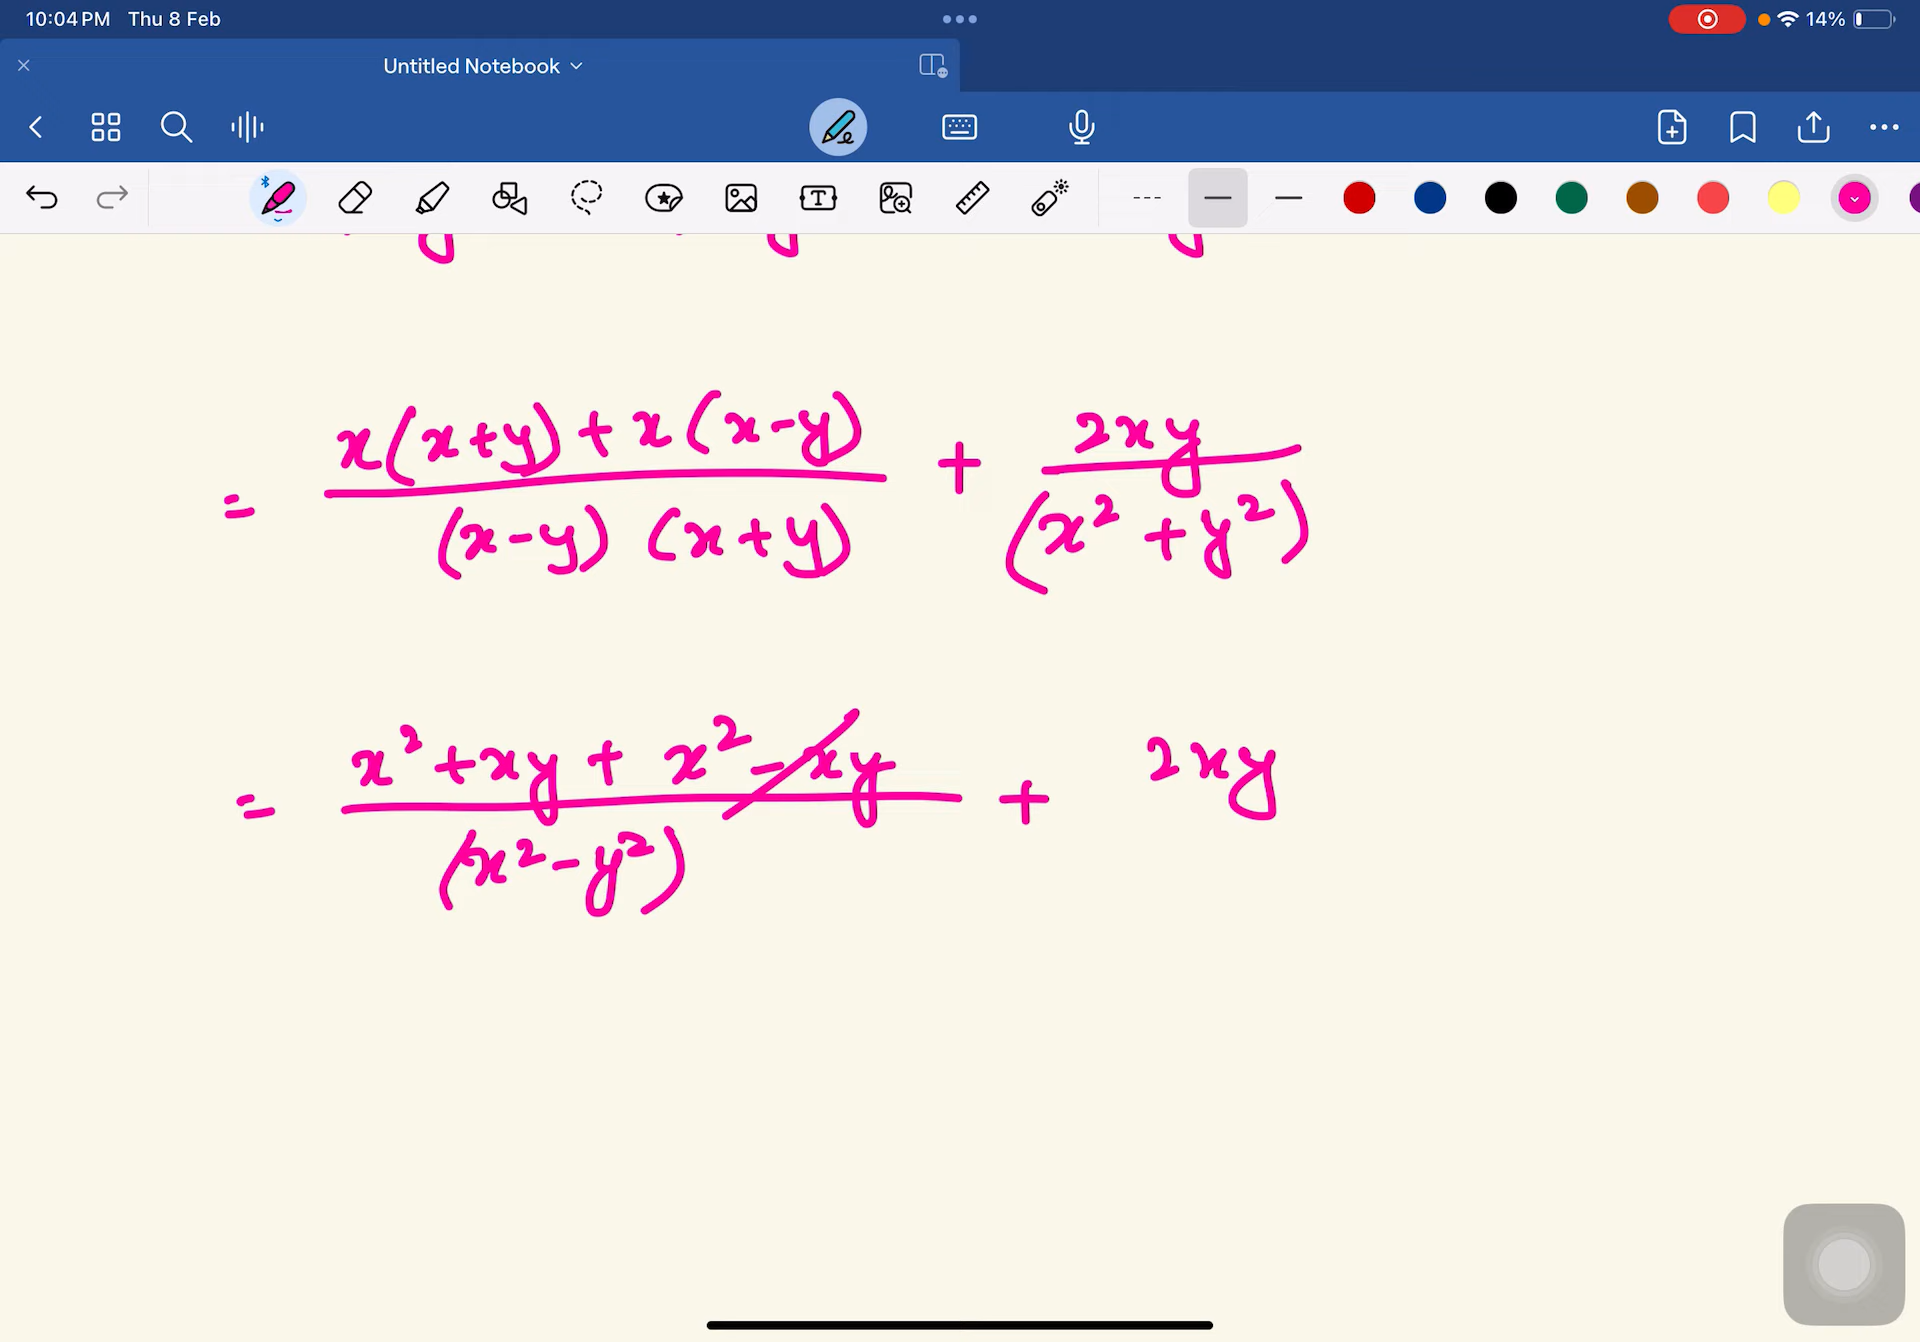 10:04 PM Thu 8 Feb 14%
Untitled Notebook
= x(x+y)+x(x-y) / (x-y) (x+y) + 2xy / (x² + y²)
= x²+xy + x²-xy / (x²-y²) + 2xy